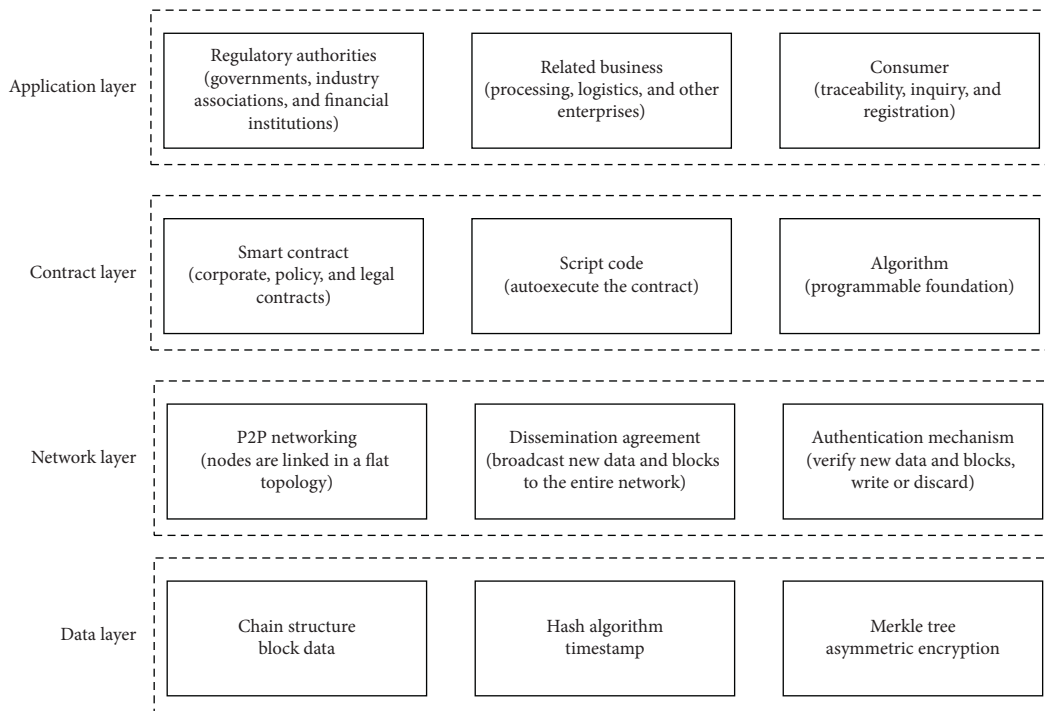 Application layer
Regulatory authorities
(governments, industry
associations, and financial
institutions)
Related business
(processing, logistics, and other
enterprises)
Consumer
(traceability, inquiry, and
registration)
Contract layer
Smart contract
(corporate, policy, and legal
contracts)
Script code
(autoexecute the contract)
Algorithm
(programmable foundation)
Network layer
P2P networking
(nodes are linked in a flat
topology)
Dissemination agreement
(broadcast new data and blocks
to the entire network)
Authentication mechanism
(verify new data and blocks,
write or discard)
Data layer
Chain structure
block data
Hash algorithm
timestamp
Merkle tree
asymmetric encryption